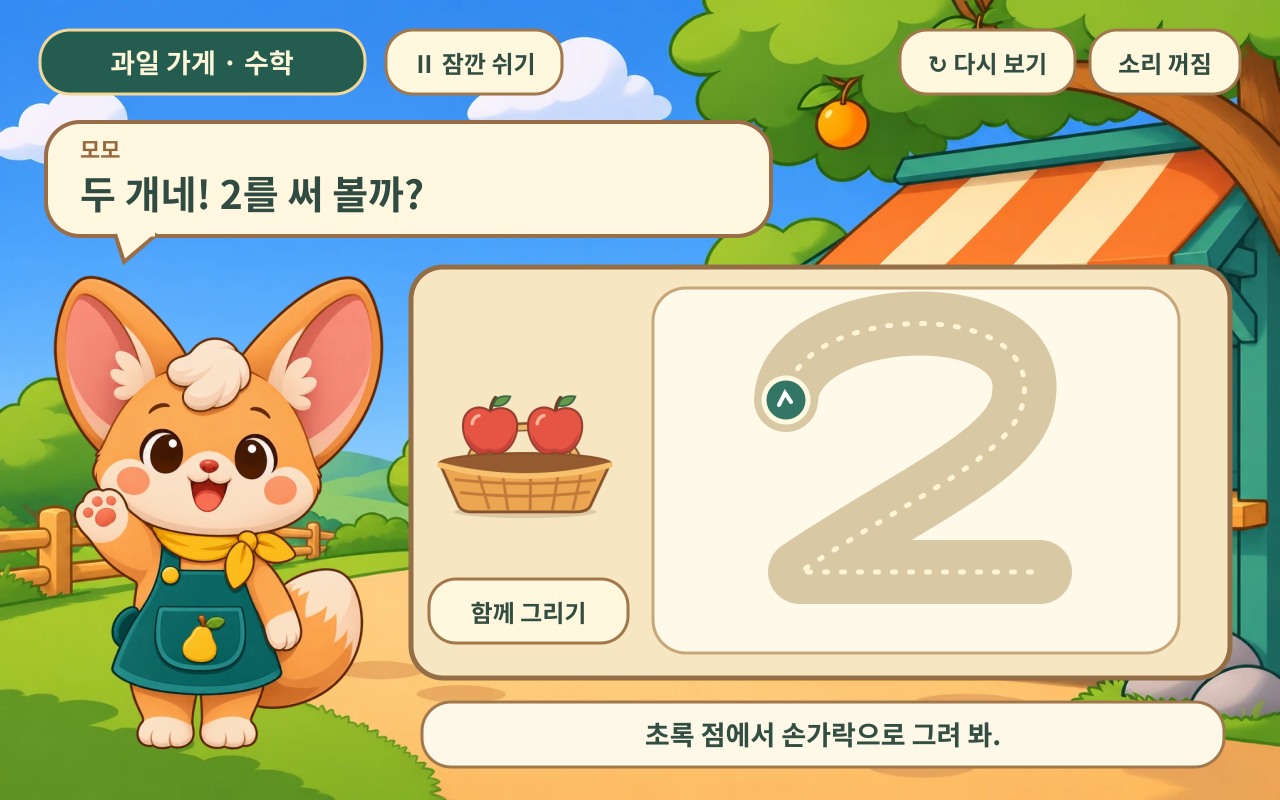 과일 가게 · 수학
잠깐 쉬기
↻ 다시 보기
소리 꺼짐
모모
두 개네! 2를 써 볼까?
2
함께 그리기
초록 점에서 손가락으로 그려 봐.